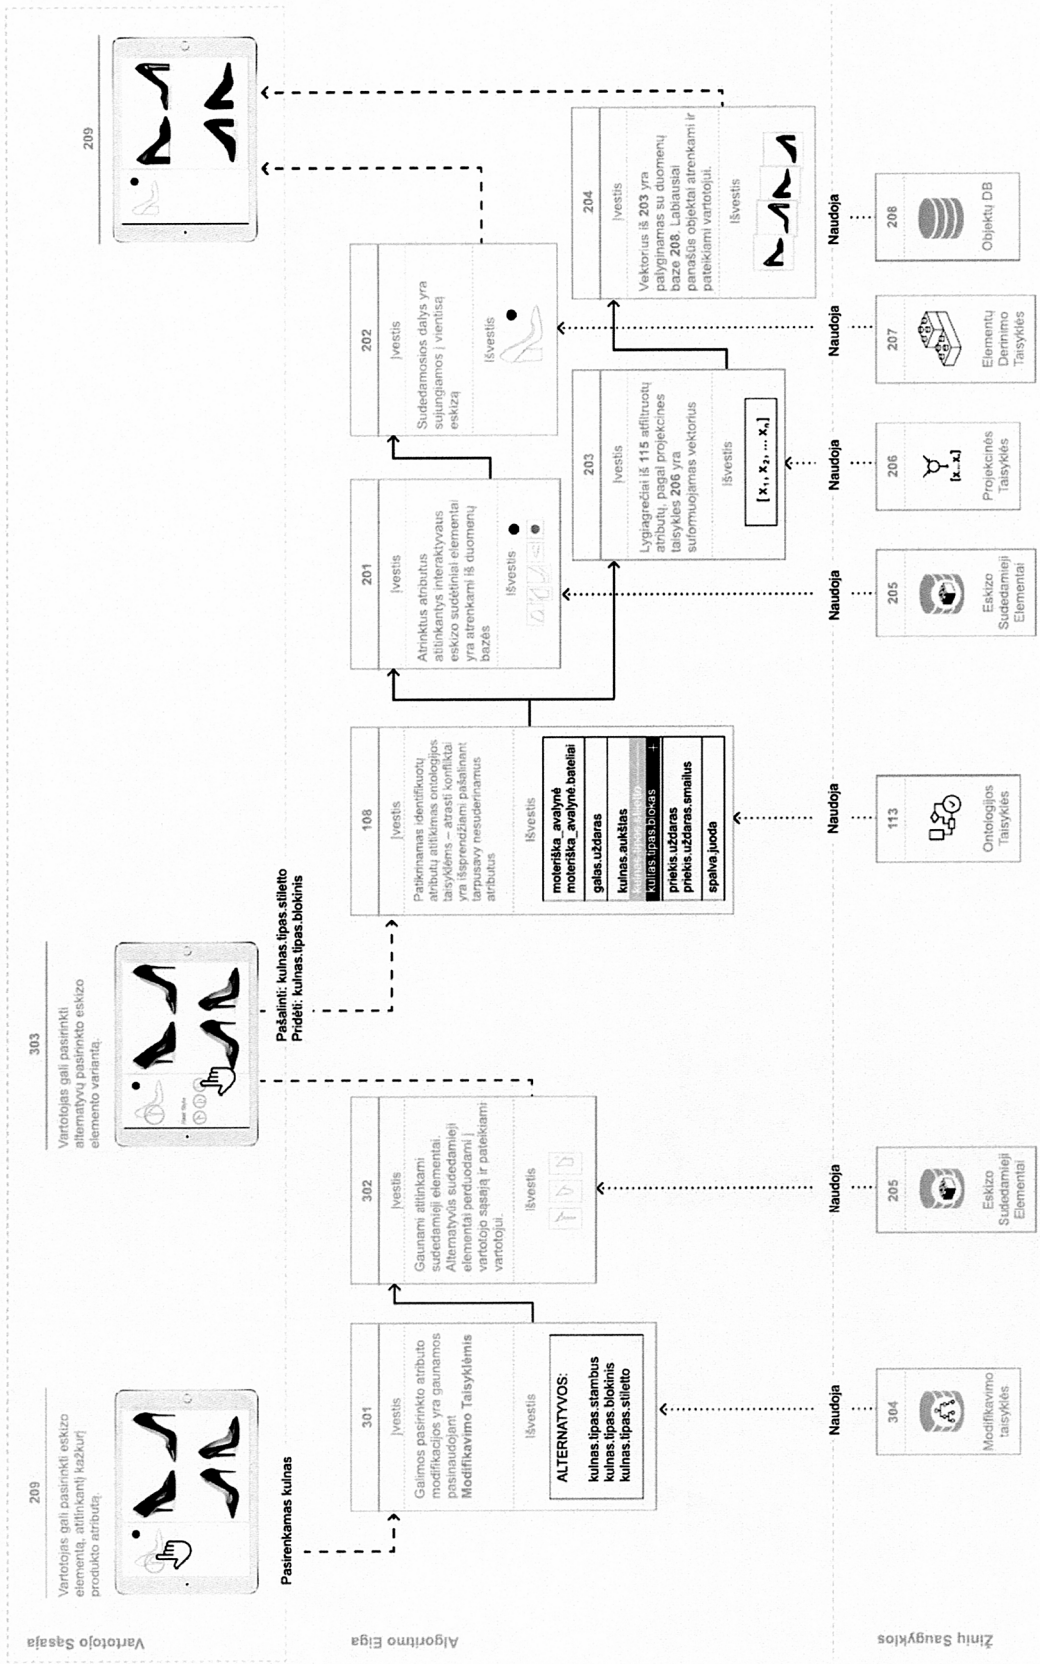 Vartotojo Sąsaja
209
Vartotojas gali pasirinkti eskizo
elementą, atitinkantį kažkurį
produkto atributą.
303
Vartotojas gali pasirinkti
alternatyvų pasirinkto eskizo
elemento variantą.
Heel Style
209
Pasirenkamas kulnas
Pašalinti: kulnas.tipas.stiletto
Pridėti: kulnas.tipas.blokinis
Algoritmo Eiga
301
Įvestis
Galimos pasirinkto atributo
modifikacijos yra gaunamos
pasinaudojant
Modifikavimo Taisyklėmis
Išvestis
ALTERNATYVOS:
kulnas.tipas.stambus
kulnas.tipas.blokinis
kulnas.tipas.stiletto
302
Įvestis
Gaunami atitinkami
sudedamieji elementai.
Alternatyvūs sudedamieji
elementai perduodami į
vartotojo sąsają ir pateikiami
vartotojui.
Išvestis
108
Įvestis
Patikrinamas identifikuotų
atributų atitikimas ontologijos
taisyklėms – atrasti konfliktai
yra išsprendžiami pašalinant
tarpusavy nesuderinamus
atributus
Išvestis
moteriška_avalynė
moteriška_avalynė.bateliai
galas.uždaras
kulnas.aukštas
kulnas.tipas.stiletto
kulnas.tipas.blokas +
priekis.uždaras
priekis.uždaras.smailus
spalva.juoda
201
Įvestis
Atrinktus atributus
atitinkantys interaktyvaus
eskizo sudėtiniai elementai
yra atrenkami iš duomenų
bazės
Išvestis
202
Įvestis
Sudedamosios dalys yra
sujungiamos į vientisą
eskizą
Išvestis
203
Įvestis
Lygiagrečiai iš 115 atfiltruotų
atributų, pagal projekcines
taisykles 206 yra
suformuojamas vektorius
Išvestis
[ x₁, x₂, ... xₙ]
204
Įvestis
Vektorius iš 203 yra
palyginamas su duomenų
baze 208. Labiausiai
panašūs objektai atrenkami ir
pateikiami vartotojui.
Išvestis
Naudoja
Naudoja
Naudoja
Naudoja
Naudoja
Naudoja
Naudoja
Žinių Saugyklos
304
Modifikavimo
taisyklės
205
Eskizo
Sudedamieji
Elementai
113
Ontologijos
Taisyklės
205
Eskizo
Sudedamieji
Elementai
206
[x...x]
Projekcinės
Taisyklės
207
Elementų
Derinimo
Taisyklės
208
Objektų DB